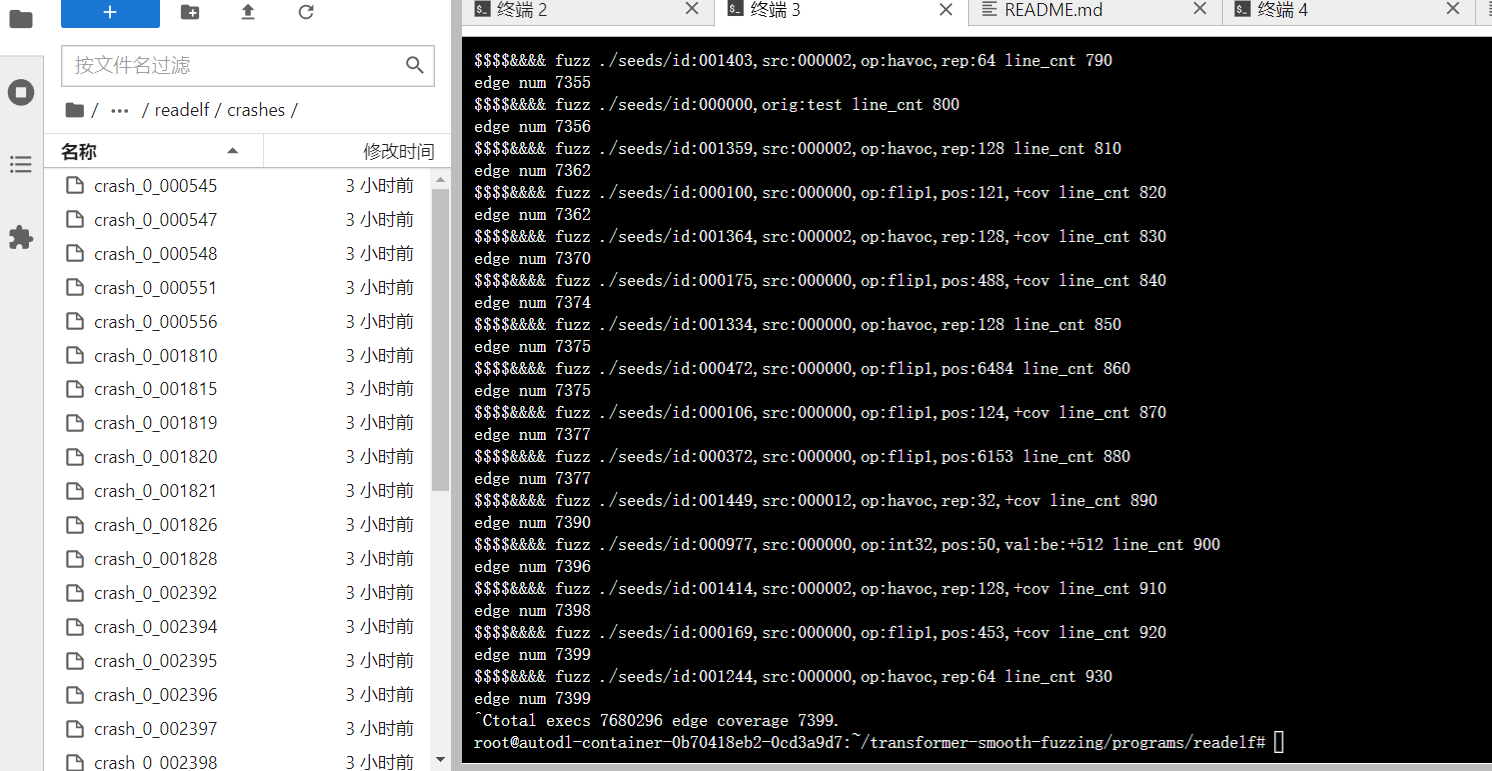 终端 2
终端 3
README.md
终端 4
按文件名过滤
/ ··· / readelf / crashes /
名称 修改时间
crash_0_000545 3 小时前
crash_0_000547 3 小时前
crash_0_000548 3 小时前
crash_0_000551 3 小时前
crash_0_000556 3 小时前
crash_0_001810 3 小时前
crash_0_001815 3 小时前
crash_0_001819 3 小时前
crash_0_001820 3 小时前
crash_0_001821 3 小时前
crash_0_001826 3 小时前
crash_0_001828 3 小时前
crash_0_002392 3 小时前
crash_0_002394 3 小时前
crash_0_002395 3 小时前
crash_0_002396 3 小时前
crash_0_002397 3 小时前
crash_0_002398 3 小时前
$$$$&&&& fuzz ./seeds/id:001403,src:000002,op:havoc,rep:64 line_cnt 790
edge num 7355
$$$$&&&& fuzz ./seeds/id:000000,orig:test line_cnt 800
edge num 7356
$$$$&&&& fuzz ./seeds/id:001359,src:000002,op:havoc,rep:128 line_cnt 810
edge num 7362
$$$$&&&& fuzz ./seeds/id:000100,src:000000,op:flip1,pos:121,+cov line_cnt 820
edge num 7362
$$$$&&&& fuzz ./seeds/id:001364,src:000002,op:havoc,rep:128,+cov line_cnt 830
edge num 7370
$$$$&&&& fuzz ./seeds/id:000175,src:000000,op:flip1,pos:488,+cov line_cnt 840
edge num 7374
$$$$&&&& fuzz ./seeds/id:001334,src:000000,op:havoc,rep:128 line_cnt 850
edge num 7375
$$$$&&&& fuzz ./seeds/id:000472,src:000000,op:flip1,pos:6484 line_cnt 860
edge num 7375
$$$$&&&& fuzz ./seeds/id:000106,src:000000,op:flip1,pos:124,+cov line_cnt 870
edge num 7377
$$$$&&&& fuzz ./seeds/id:000372,src:000000,op:flip1,pos:6153 line_cnt 880
edge num 7377
$$$$&&&& fuzz ./seeds/id:001449,src:000012,op:havoc,rep:32,+cov line_cnt 890
edge num 7390
$$$$&&&& fuzz ./seeds/id:000977,src:000000,op:int32,pos:50,val:be:+512 line_cnt 900
edge num 7396
$$$$&&&& fuzz ./seeds/id:001414,src:000002,op:havoc,rep:128,+cov line_cnt 910
edge num 7398
$$$$&&&& fuzz ./seeds/id:000169,src:000000,op:flip1,pos:453,+cov line_cnt 920
edge num 7399
$$$$&&&& fuzz ./seeds/id:001244,src:000000,op:havoc,rep:64 line_cnt 930
edge num 7399
^Ctotal execs 7680296 edge coverage 7399.
root@autodl-container-0b70418eb2-0cd3a9d7:~/transformer-smooth-fuzzing/programs/readelf#